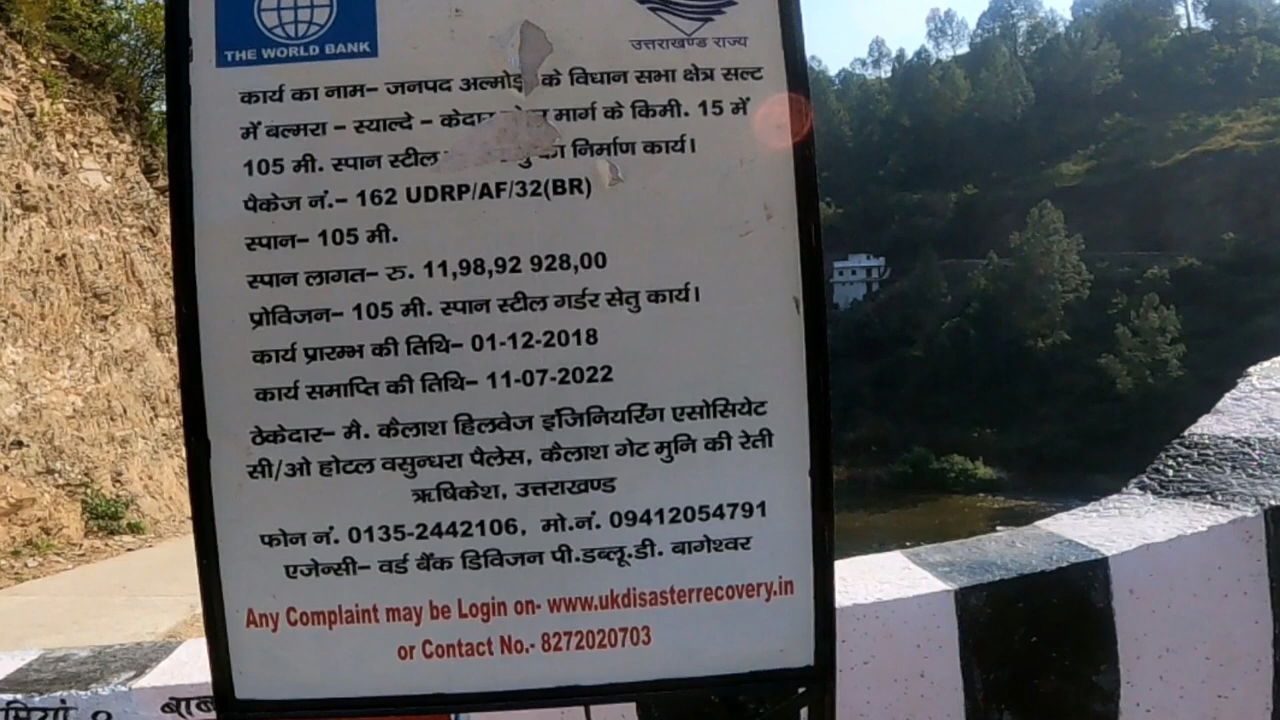 THE WORLD BANK
उत्तराखण्ड राज्य
कार्य का नाम– जनपद अल्मोड़ा के विधान सभा क्षेत्र सल्ट
में बल्मरा – स्याल्दे – केदार मार्ग के किमी. 15 में
105 मी. स्पान स्टील का निर्माण कार्य।
पैकेज नं.– 162 UDRP/AF/32(BR)
स्पान– 105 मी.
स्पान लागत– रु. 11,98,92 928,00
प्रोविजन– 105 मी. स्पान स्टील गर्डर सेतु कार्य।
कार्य प्रारम्भ की तिथि– 01-12-2018
कार्य समाप्ति की तिथि– 11-07-2022
ठेकेदार– मै. कैलाश हिलवेज इंजिनियरिंग एसोसियेट
सी/ओ होटल वसुन्धरा पैलेस, कैलाश गेट मुनि की रेती
ऋषिकेश, उत्तराखण्ड
फोन नं. 0135-2442106, मो.नं. 09412054791
एजेन्सी– वर्ड बैंक डिविजन पी.डब्लू.डी. बागेश्वर
Any Complaint may be Login on- www.ukdisasterrecovery.in
or Contact No.- 8272020703